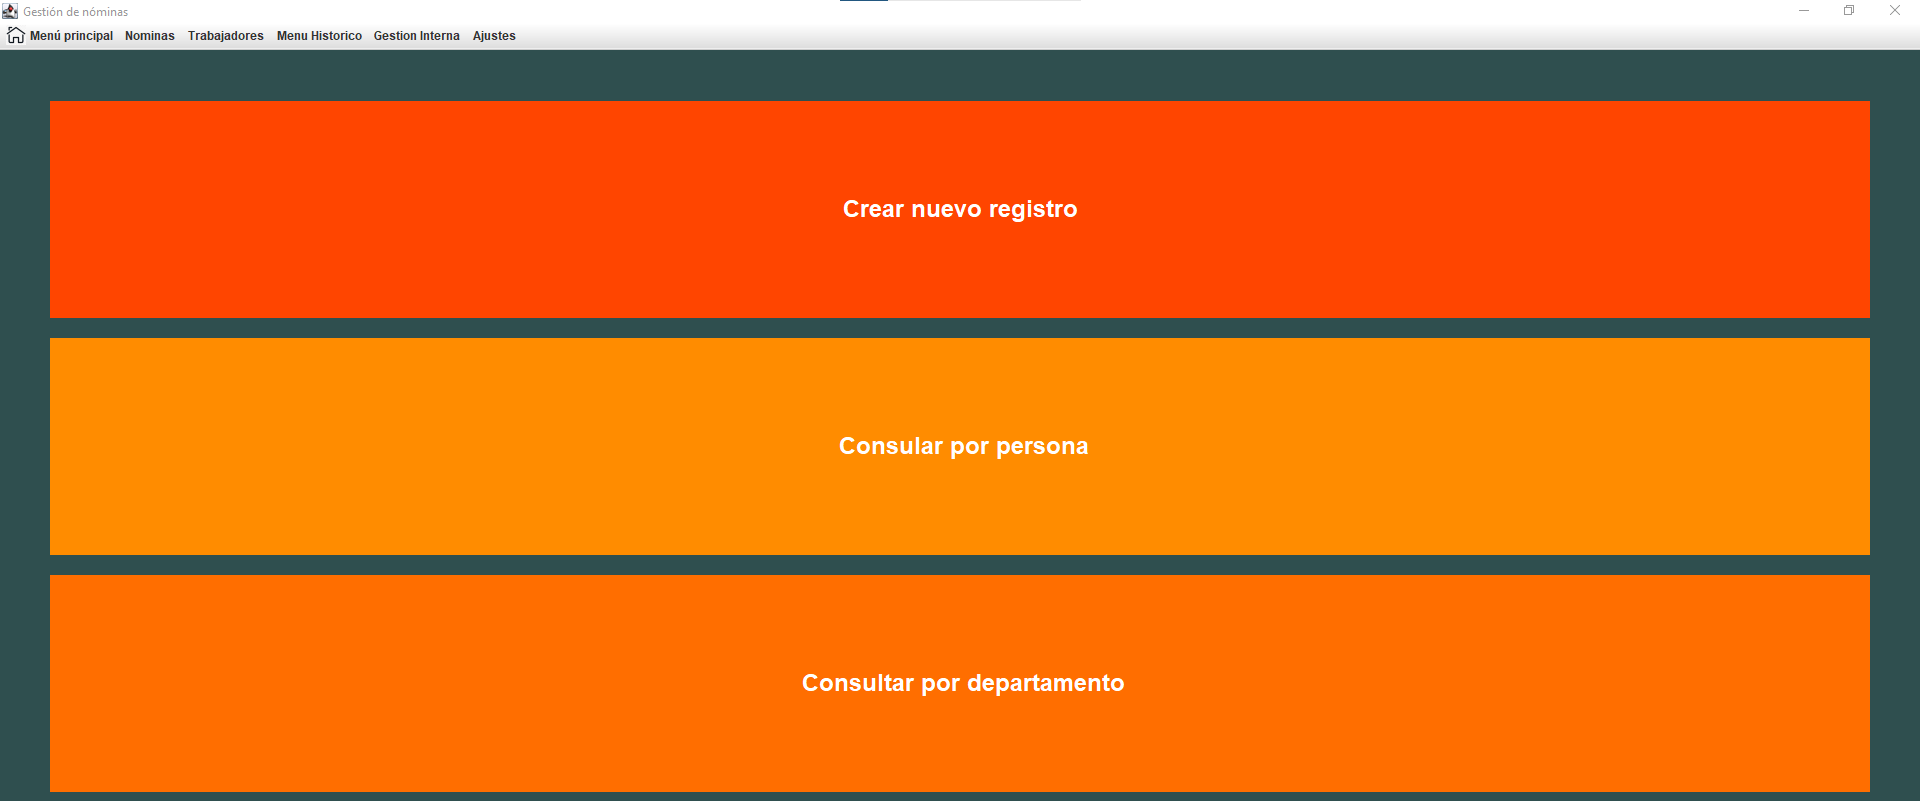 Gestión de nóminas
Menú principal Nominas Trabajadores Menu Historico Gestion Interna Ajustes
Crear nuevo registro
Consular por persona
Consultar por departamento